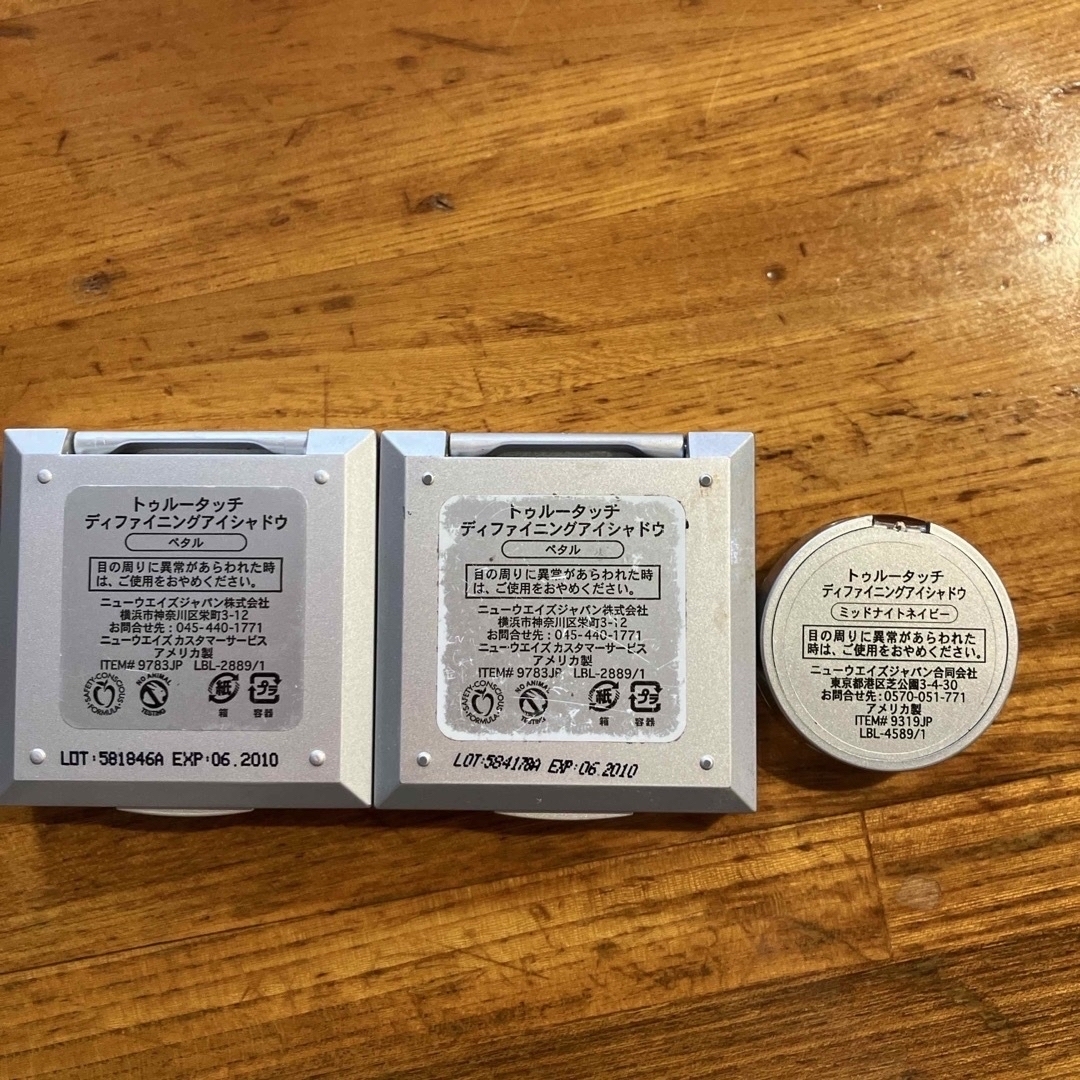 トゥルータッチ
ディファイニングアイシャドウ
ペタル
目の周りに異常があらわれた時
は、ご使用をおやめください。
ニューウエイズジャパン株式会社
横浜市神奈川区栄町3-12
お問合せ先：045-440-1771
ニューウエイズ カスタマーサービス
アメリカ製
ITEM# 9783JP LBL-2889/1
SAFETY-CONSCIOUS FORMULA
NO ANIMAL TESTING
紙 プラ
箱 容器
LOT:581846A EXP:06.2010
トゥルータッチ
ディファイニングアイシャドウ
ペタル
目の周りに異常があらわれた時
は、ご使用をおやめください。
ニューウエイズジャパン株式会社
横浜市神奈川区栄町3-12
お問合せ先：045-440-1771
ニューウエイズ カスタマーサービス
アメリカ製
ITEM# 9783JP LBL-2889/1
SAFETY-CONSCIOUS FORMULA
NO ANIMAL TESTING
紙 プラ
箱 容器
LOT:584178A EXP:06.2010
トゥルータッチ
ディファイニングアイシャドウ
ミッドナイトネイビー
目の周りに異常があらわれた
時は、ご使用をおやめください。
ニューウエイズジャパン合同会社
東京都港区芝公園3-4-30
お問合せ先：0570-051-771
アメリカ製
ITEM# 9319JP
LBL-4589/1